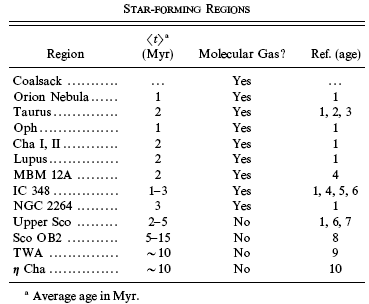 STAR-FORMING REGIONS
⟨t⟩ᵃ
Region (Myr) Molecular Gas? Ref. (age)
Coalsack ........... ... Yes ...
Orion Nebula...... 1 Yes 1
Taurus............... 2 Yes 1, 2, 3
Oph .................. 1 Yes 1
Cha I, II ............ 2 Yes 1
Lupus................ 2 Yes 1
MBM 12A ......... 2 Yes 4
IC 348 .............. 1–3 Yes 1, 4, 5, 6
NGC 2264 ......... 3 Yes 1
Upper Sco ......... 2–5 No 1, 6, 7
Sco OB2 ............ 5–15 No 8
TWA ................ ~ 10 No 9
η Cha ............... ~ 10 No 10
ᵃ Average age in Myr.